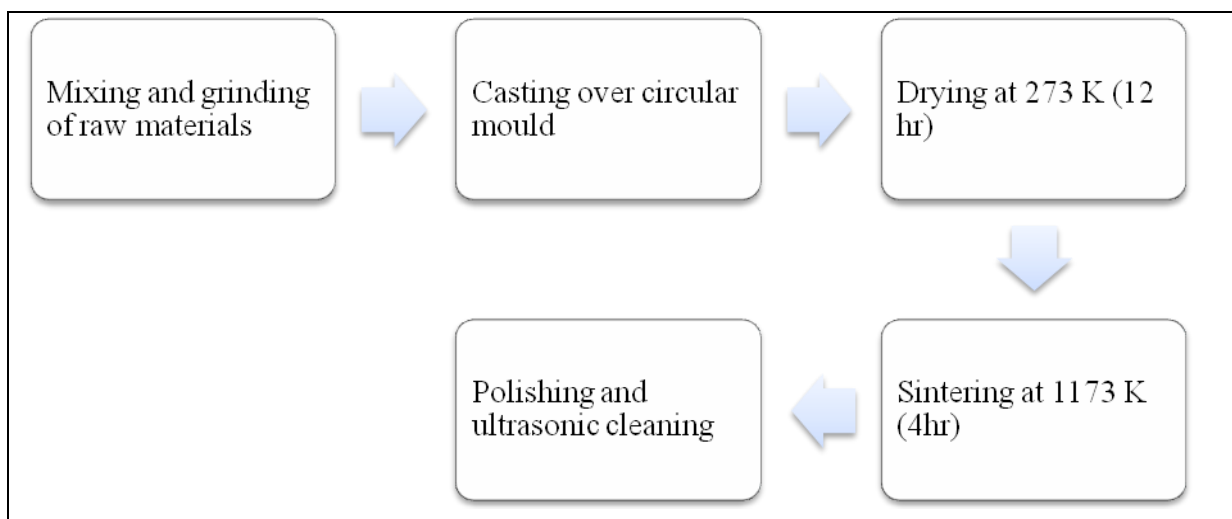 Mixing and grinding
of raw materials
Casting over circular
mould
Drying at 273 K (12
hr)
Sintering at 1173 K
(4hr)
Polishing and
ultrasonic cleaning